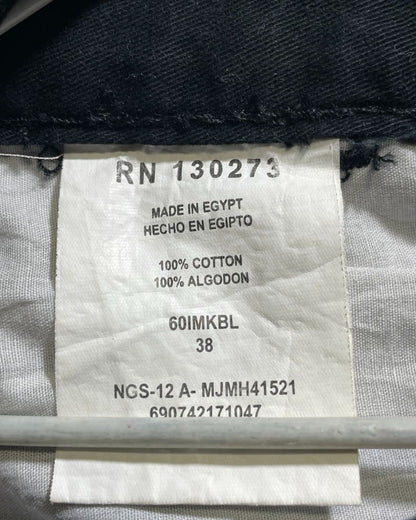 RN 130273
MADE IN EGYPT
HECHO EN EGIPTO
100% COTTON
100% ALGODON
60IMKBL
38
NGS-12 A- MJMH41521
690742171047